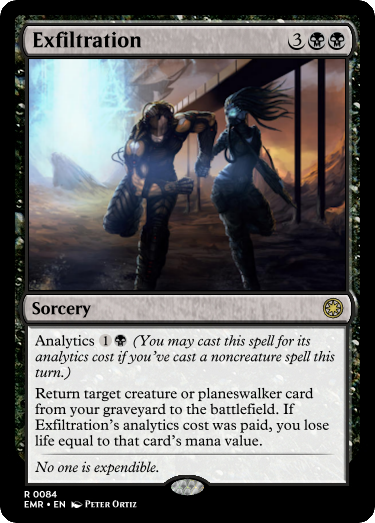 Exfiltration 3
Sorcery
Analytics 1 (You may cast this spell for its
analytics cost if you've cast a noncreature spell this
turn.)
Return target creature or planeswalker card
from your graveyard to the battlefield. If
Exfiltration's analytics cost was paid, you lose
life equal to that card's mana value.
No one is expendible.
R 0084
EMR • EN Peter Ortiz